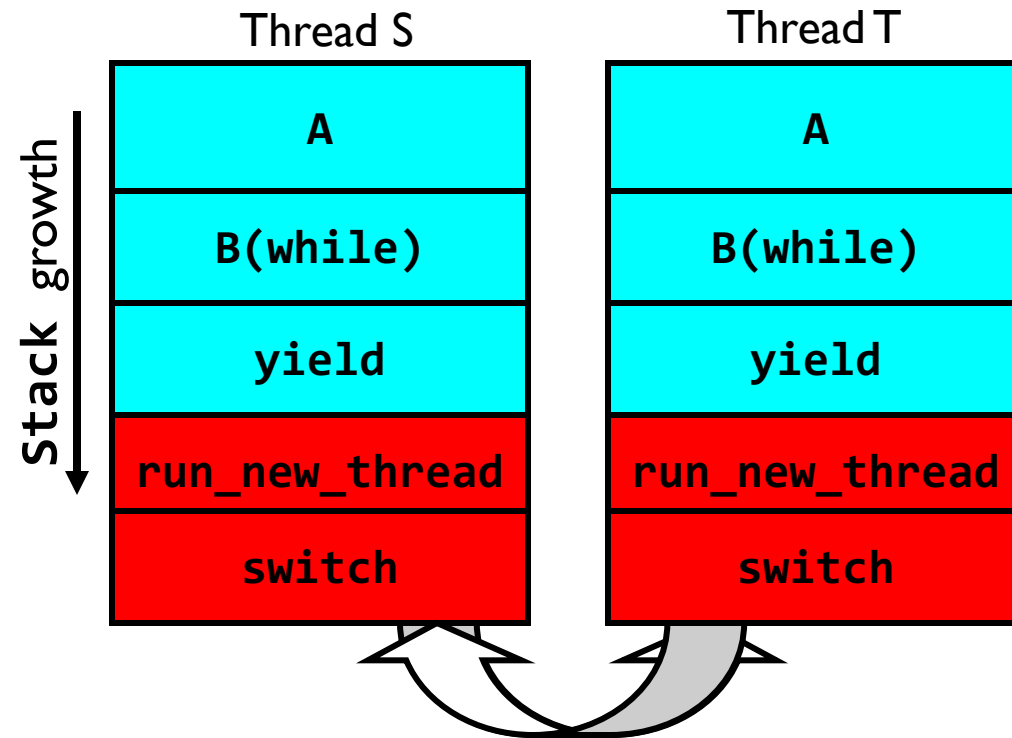 Thread S
Thread T
Stack growth
A
B(while)
yield
run_new_thread
switch
A
B(while)
yield
run_new_thread
switch